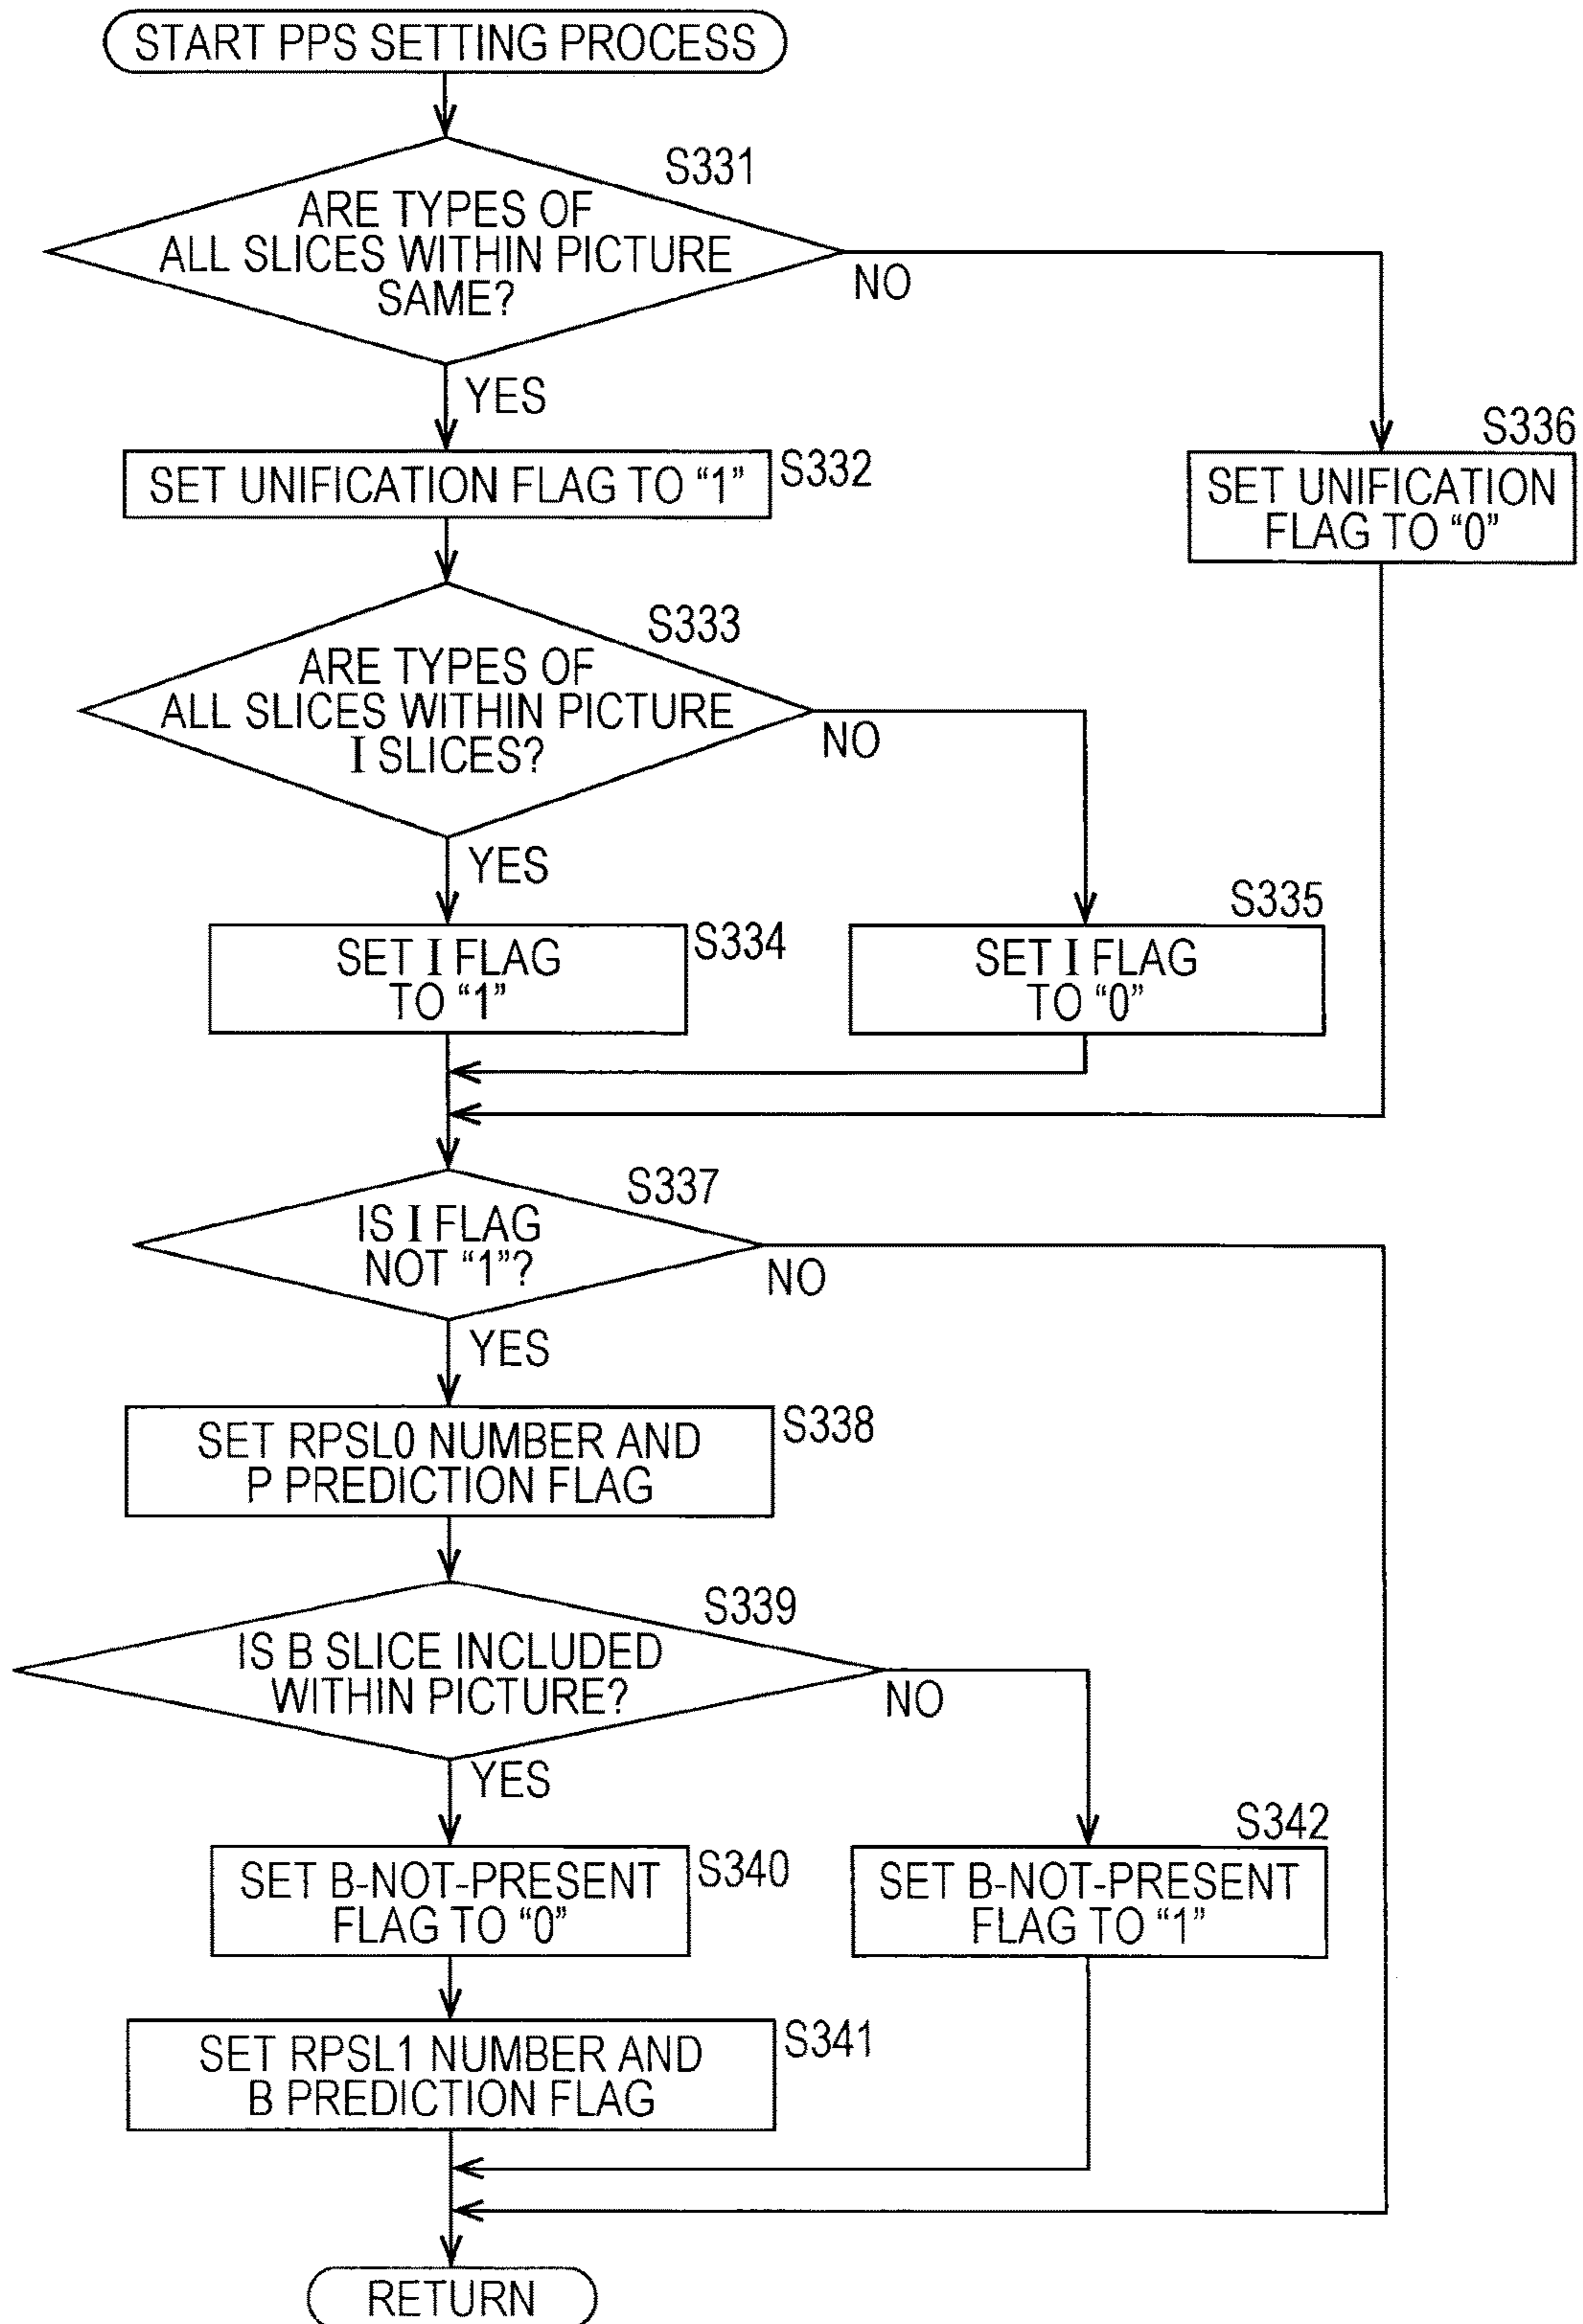 START PPS SETTING PROCESS
S331
ARE TYPES OF
ALL SLICES WITHIN PICTURE
SAME?
NO
YES
S336
SET UNIFICATION FLAG TO “1”
S332
SET UNIFICATION
FLAG TO “0”
S333
ARE TYPES OF
ALL SLICES WITHIN PICTURE
I SLICES?
NO
YES
S335
SET I FLAG
TO “1”
S334
SET I FLAG
TO “0”
S337
IS I FLAG
NOT “1”?
NO
YES
SET RPSL0 NUMBER AND
P PREDICTION FLAG
S338
S339
IS B SLICE INCLUDED
WITHIN PICTURE?
NO
YES
S342
SET B-NOT-PRESENT
FLAG TO “0”
S340
SET B-NOT-PRESENT
FLAG TO “1”
SET RPSL1 NUMBER AND
B PREDICTION FLAG
S341
RETURN